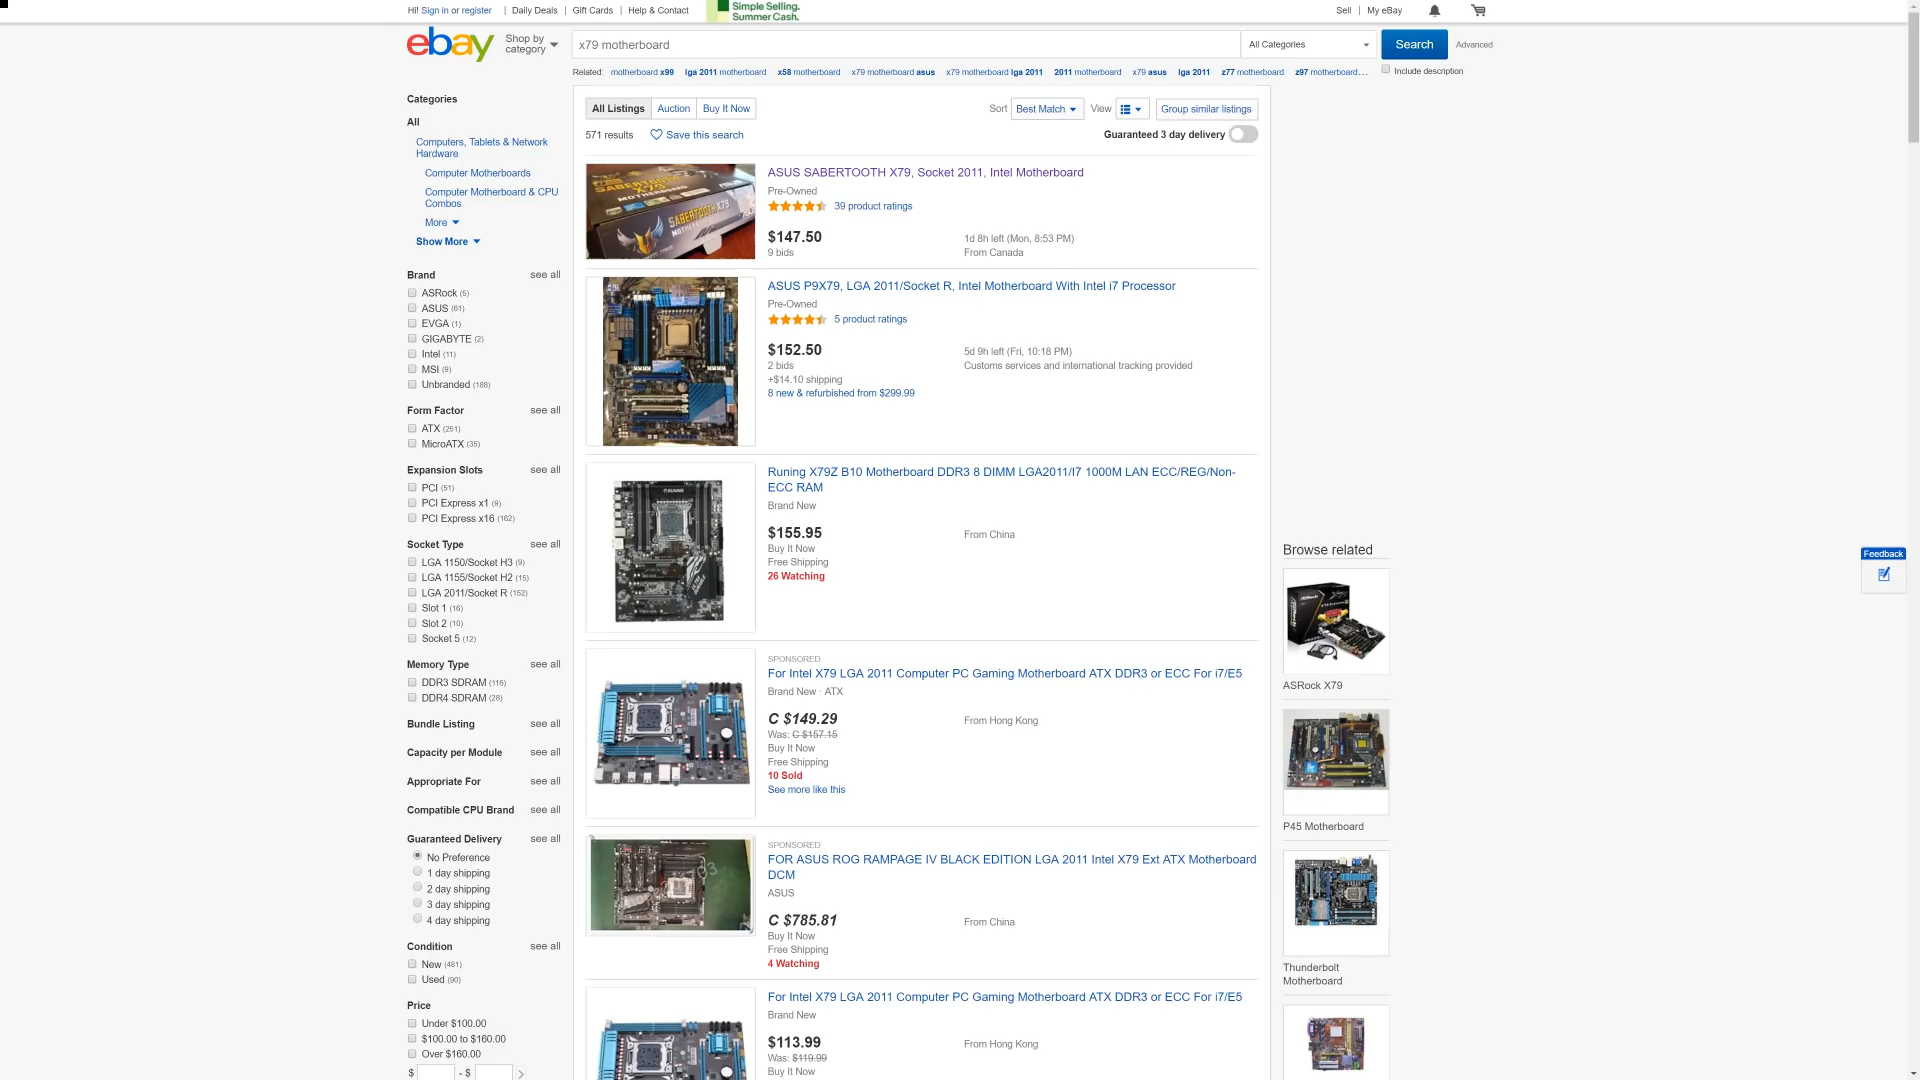 Hi! Sign in or register | Daily Deals | Gift Cards | Help & Contact
Simple Selling.
Summer Cash.
Sell | My eBay
ebay
Shop by
category
x79 motherboard
All Categories
Search
Advanced
Related: motherboard x99 lga 2011 motherboard x58 motherboard x79 motherboard asus x79 motherboard lga 2011 2011 motherboard x79 asus lga 2011 z77 motherboard z97 motherboard...
Include description
Categories
All
Computers, Tablets & Network
Hardware
Computer Motherboards
Computer Motherboard & CPU
Combos
More
Show More
Brand see all
ASRock (5)
ASUS (61)
EVGA (1)
GIGABYTE (2)
Intel (11)
MSI (9)
Unbranded (188)
Form Factor see all
ATX (251)
MicroATX (35)
Expansion Slots see all
PCI (51)
PCI Express x1 (9)
PCI Express x16 (162)
Socket Type see all
LGA 1150/Socket H3 (9)
LGA 1155/Socket H2 (15)
LGA 2011/Socket R (152)
Slot 1 (16)
Slot 2 (10)
Socket 5 (12)
Memory Type see all
DDR3 SDRAM (116)
DDR4 SDRAM (28)
Bundle Listing see all
Capacity per Module see all
Appropriate For see all
Compatible CPU Brand see all
Guaranteed Delivery see all
No Preference
1 day shipping
2 day shipping
3 day shipping
4 day shipping
Condition see all
New (481)
Used (90)
Price
Under $100.00
$100.00 to $160.00
Over $160.00
$ - $
All Listings Auction Buy It Now
Sort Best Match View Group similar listings
571 results Save this search
Guaranteed 3 day delivery
SABERTOOTH X79
MOTHERBOARD
SABERTOOTH X79
ASUS SABERTOOTH X79, Socket 2011, Intel Motherboard
Pre-Owned
39 product ratings
$147.50 1d 8h left (Mon, 8:53 PM)
9 bids From Canada
ASUS P9X79, LGA 2011/Socket R, Intel Motherboard With Intel i7 Processor
Pre-Owned
5 product ratings
$152.50 5d 9h left (Fri, 10:18 PM)
2 bids Customs services and international tracking provided
+$14.10 shipping
8 new & refurbished from $299.99
Runing X79Z B10 Motherboard DDR3 8 DIMM LGA2011/I7 1000M LAN ECC/REG/Non-
ECC RAM
Brand New
$155.95 From China
Buy It Now
Free Shipping
26 Watching
SPONSORED
For Intel X79 LGA 2011 Computer PC Gaming Motherboard ATX DDR3 or ECC For i7/E5
Brand New · ATX
C $149.29 From Hong Kong
Was: C $157.15
Buy It Now
Free Shipping
10 Sold
See more like this
SPONSORED
FOR ASUS ROG RAMPAGE IV BLACK EDITION LGA 2011 Intel X79 Ext ATX Motherboard
DCM
ASUS
C $785.81 From China
Buy It Now
Free Shipping
4 Watching
For Intel X79 LGA 2011 Computer PC Gaming Motherboard ATX DDR3 or ECC For i7/E5
Brand New
$113.99 From Hong Kong
Was: $119.99
Buy It Now
Browse related
ASRock X79
P45 Motherboard
Thunderbolt
Motherboard
Feedback